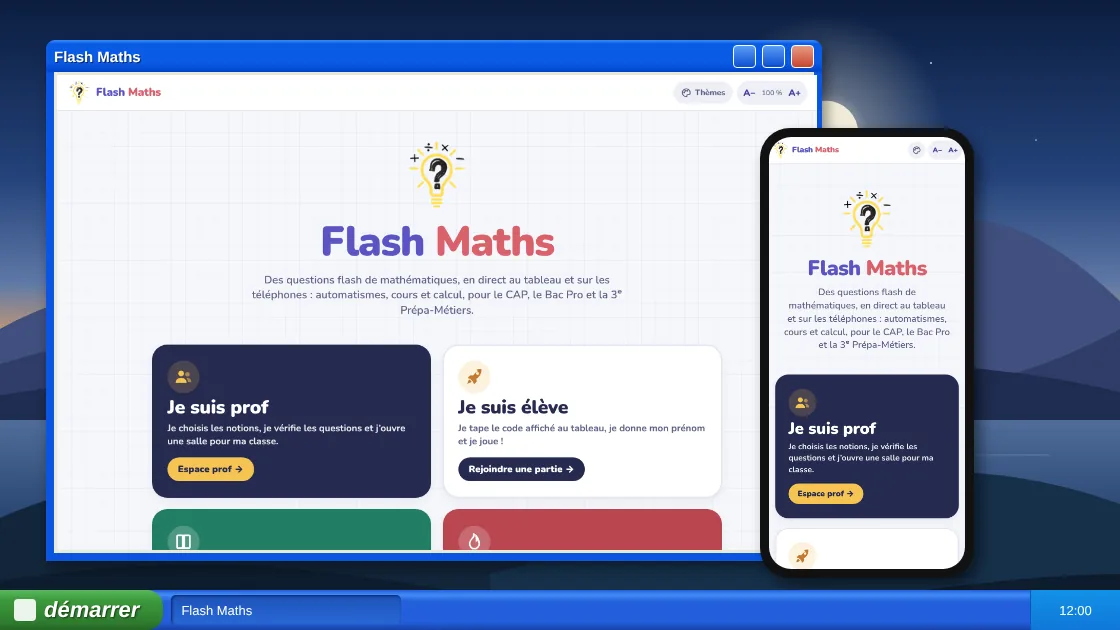 Flash Maths
Flash Maths
Thèmes
A− 100 % A+
Flash Maths
Des questions flash de mathématiques, en direct au tableau et sur les
téléphones : automatismes, cours et calcul, pour le CAP, le Bac Pro et la 3ᵉ
Prépa-Métiers.
Je suis prof
Je choisis les notions, je vérifie les questions et j'ouvre
une salle pour ma classe.
Espace prof →
Je suis élève
Je tape le code affiché au tableau, je donne mon prénom
et je joue !
Rejoindre une partie →
Flash Maths
A− A+
Flash Maths
Des questions flash de
mathématiques, en direct au tableau
et sur les téléphones : automatismes,
cours et calcul, pour le CAP, le Bac Pro
et la 3ᵉ Prépa-Métiers.
Je suis prof
Je choisis les notions, je vérifie les
questions et j'ouvre une salle pour ma
classe.
Espace prof →
démarrer
Flash Maths
12:00